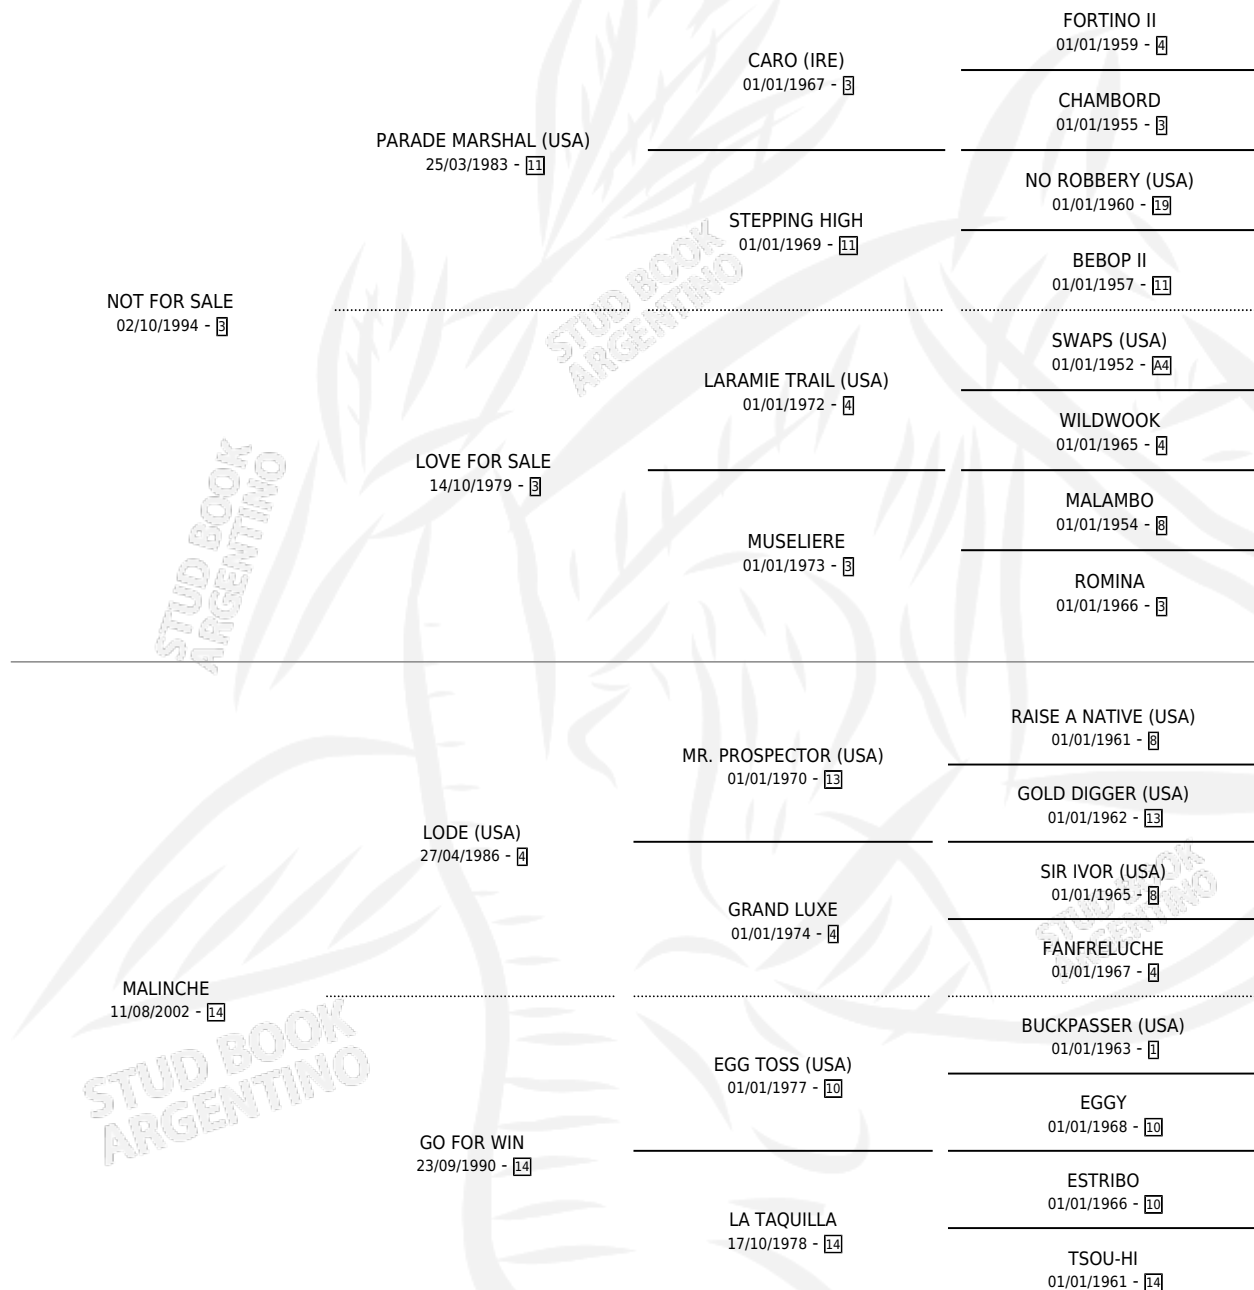 FORTINO II
01/01/1959 - 4
CARO (IRE)
01/01/1967 - 3
CHAMBORD
01/01/1955 - 3
PARADE MARSHAL (USA)
25/03/1983 - 11
NO ROBBERY (USA)
01/01/1960 - 19
STEPPING HIGH
01/01/1969 - 11
BEBOP II
01/01/1957 - 11
NOT FOR SALE
02/10/1994 - 3
SWAPS (USA)
01/01/1952 - A4
LARAMIE TRAIL (USA)
01/01/1972 - 4
WILDWOOK
01/01/1965 - 4
LOVE FOR SALE
14/10/1979 - 3
MALAMBO
01/01/1954 - 8
MUSELIERE
01/01/1973 - 3
ROMINA
01/01/1966 - 3
STUD BOOK
ARGENTINO
STUD BOOK
ARGENTINO
RAISE A NATIVE (USA)
01/01/1961 - 8
MR. PROSPECTOR (USA)
01/01/1970 - 13
GOLD DIGGER (USA)
01/01/1962 - 13
LODE (USA)
27/04/1986 - 4
SIR IVOR (USA)
01/01/1965 - 8
GRAND LUXE
01/01/1974 - 4
FANFRELUCHE
01/01/1967 - 4
MALINCHE
11/08/2002 - 14
BUCKPASSER (USA)
01/01/1963 - 1
EGG TOSS (USA)
01/01/1977 - 10
EGGY
01/01/1968 - 10
GO FOR WIN
23/09/1990 - 14
ESTRIBO
01/01/1966 - 10
LA TAQUILLA
17/10/1978 - 14
TSOU-HI
01/01/1961 - 14
STUD BOOK
ARGENTINO
STUD BOOK
ARGENTINO